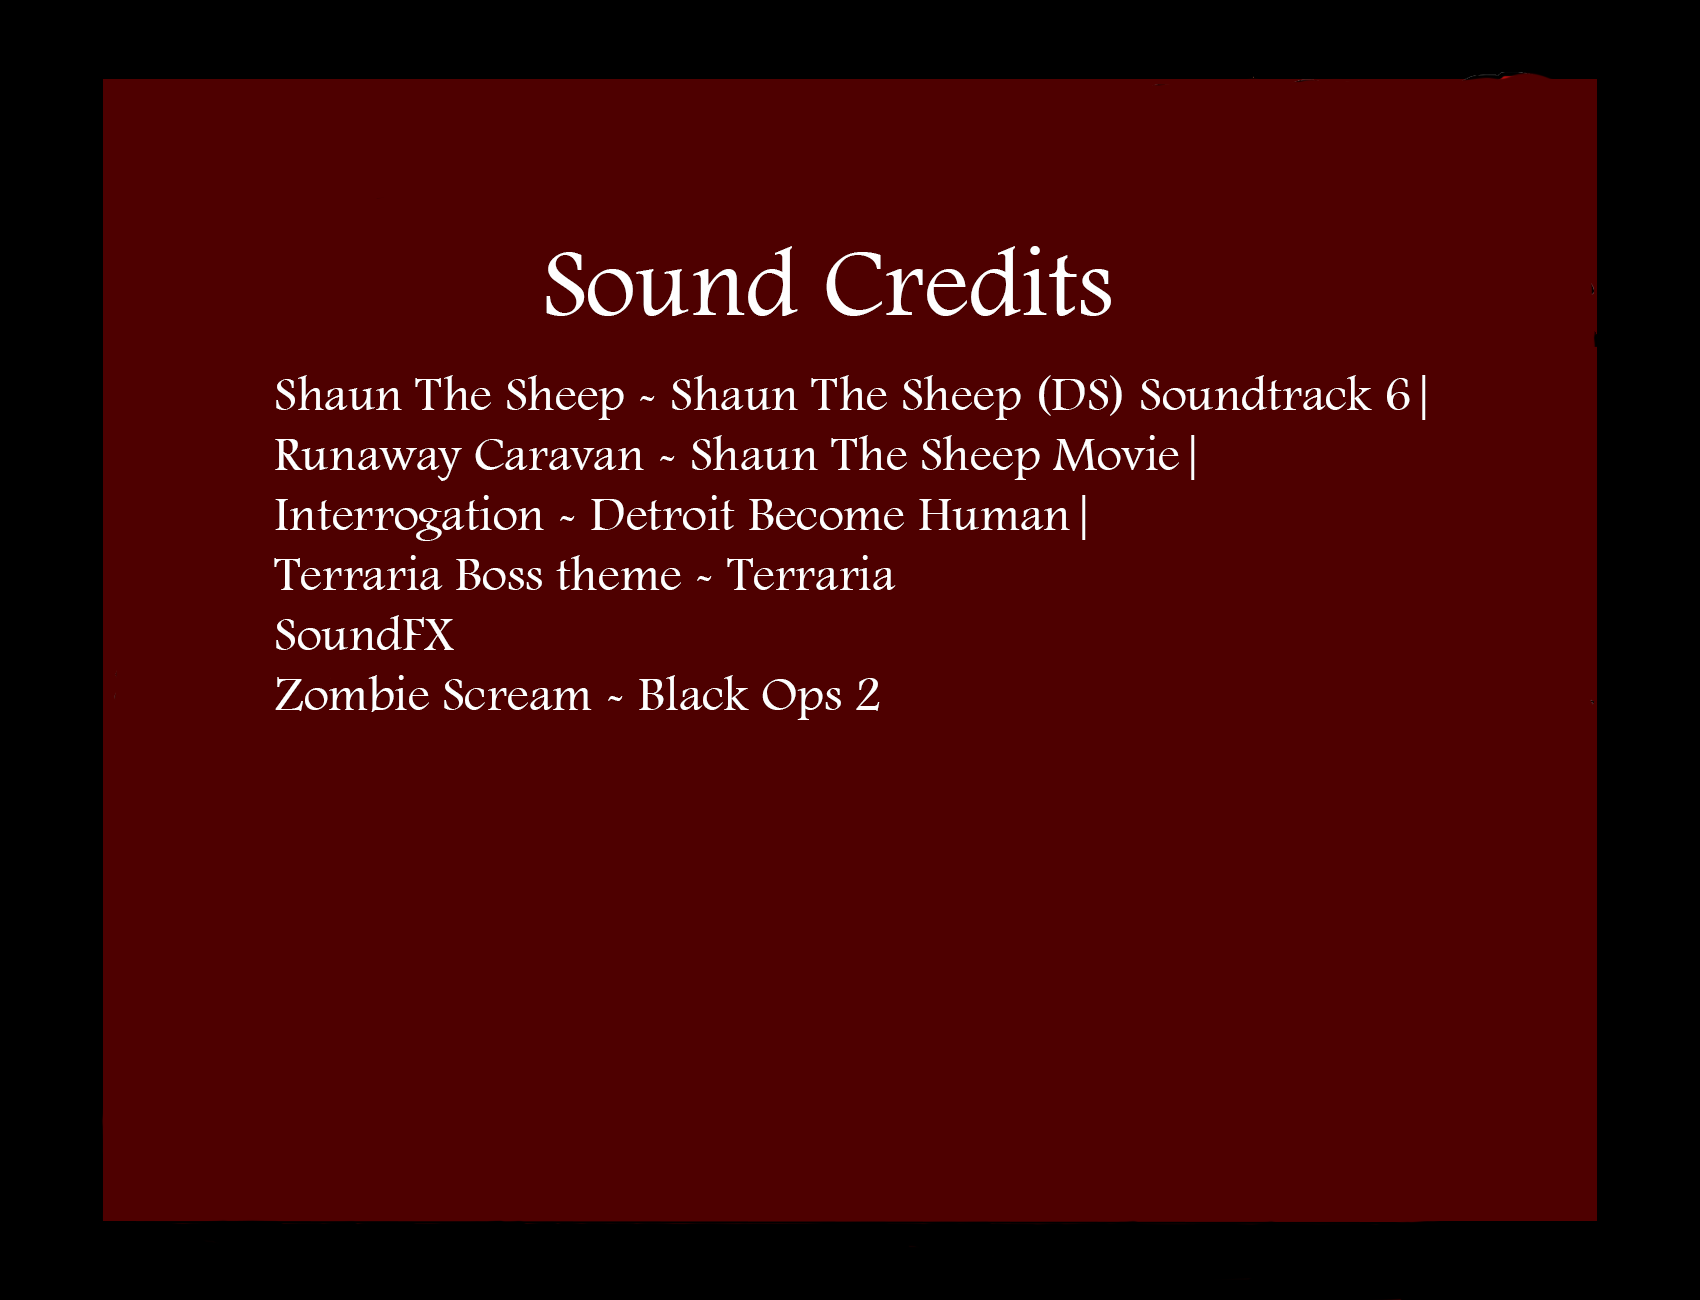 Sound Credits
Shaun The Sheep - Shaun The Sheep (DS) Soundtrack 6|
Runaway Caravan - Shaun The Sheep Movie|
Interrogation - Detroit Become Human|
Terraria Boss theme - Terraria
SoundFX
Zombie Scream - Black Ops 2